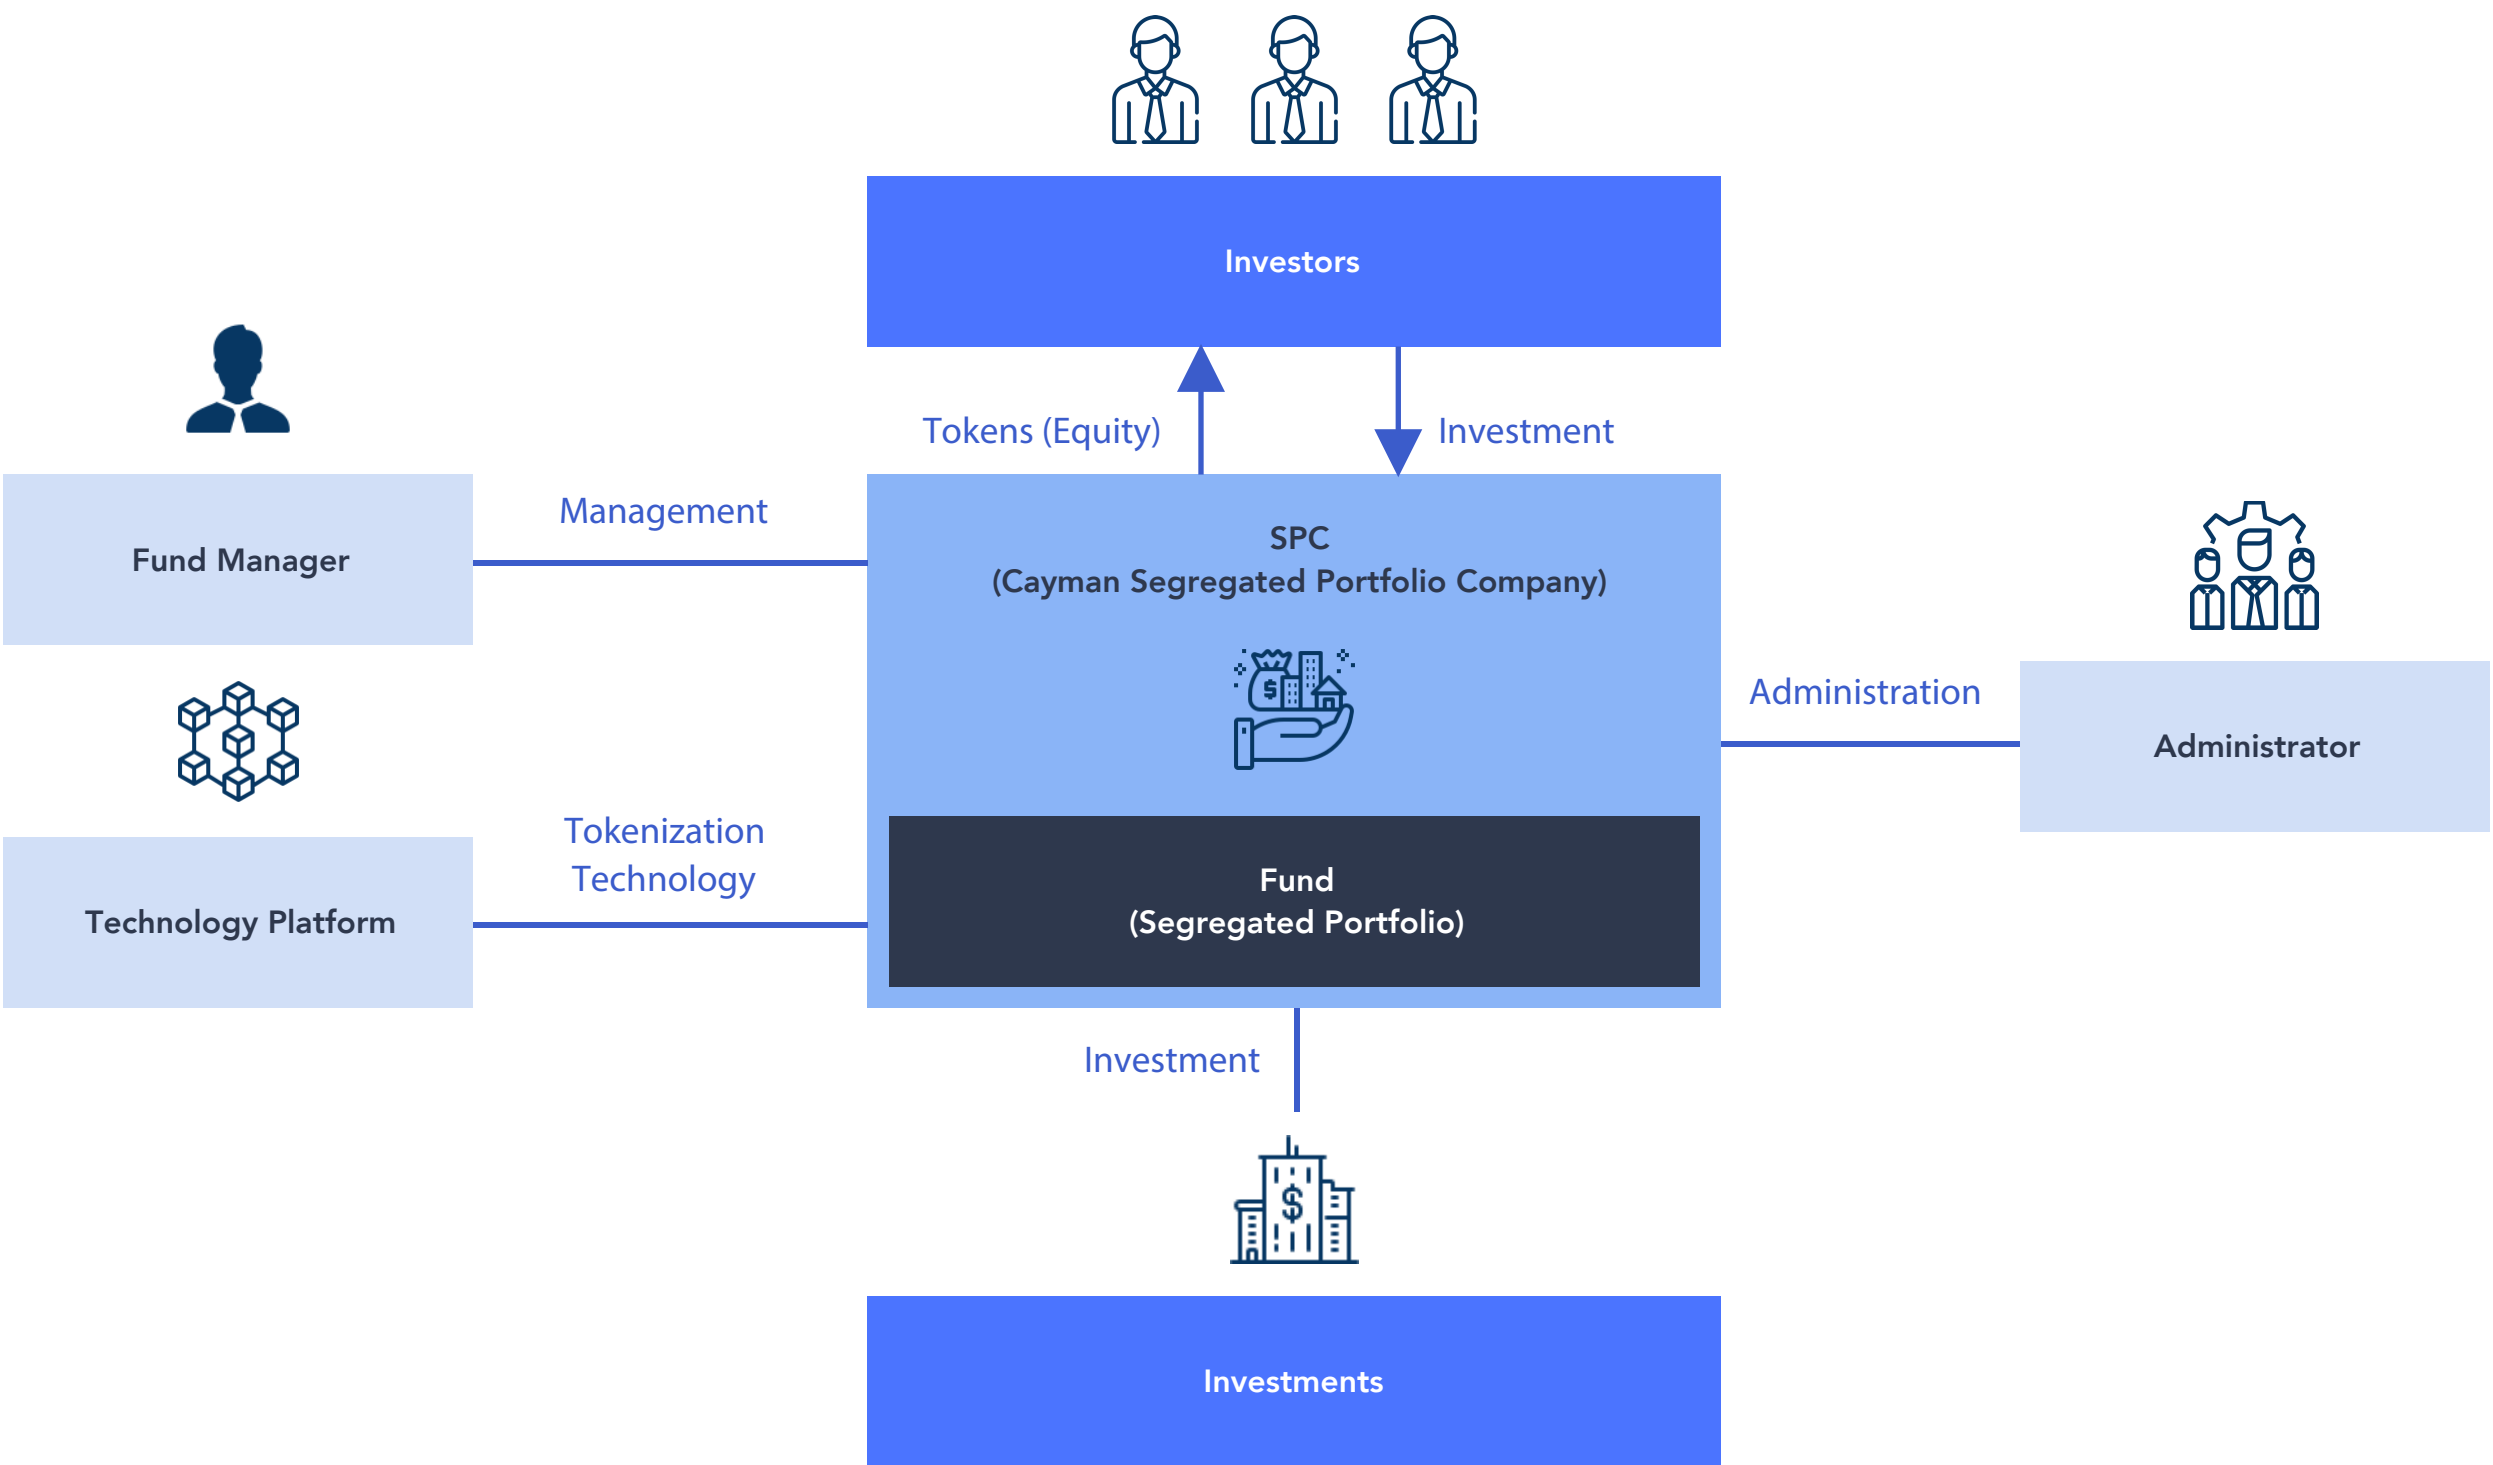 Investors
Tokens (Equity)
Investment
Management
Fund Manager
SPC
(Cayman Segregated Portfolio Company)
Administration
Administrator
Tokenization
Technology
Technology Platform
Fund
(Segregated Portfolio)
Investment
Investments